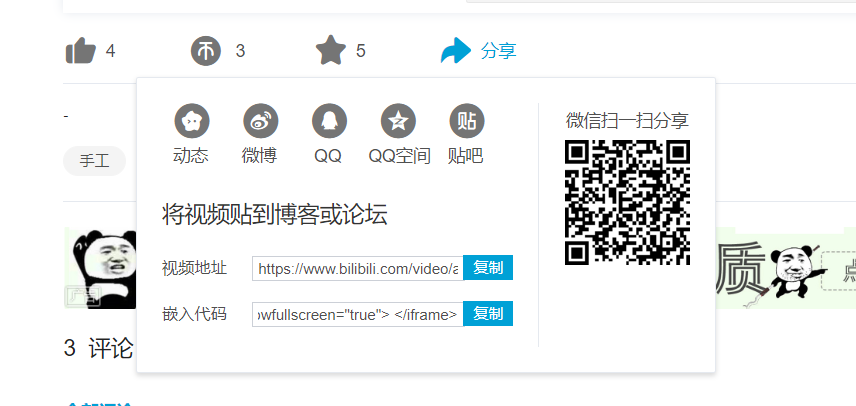 4
3
5
分享
-
手工
动态
微博
QQ
QQ空间
贴吧
微信扫一扫分享
将视频贴到博客或论坛
视频地址 https://www.bilibili.com/video/a 复制
嵌入代码 owfullscreen="true"> </iframe> 复制
广告
质
点
3 评论